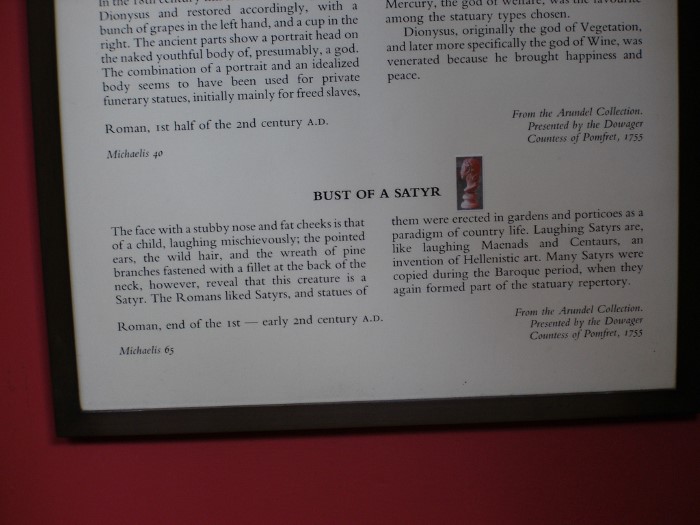 Dionysus and restored accordingly, with a
bunch of grapes in the left hand, and a cup in the
right. The ancient parts show a portrait head on
the naked youthful body of, presumably, a god.
The combination of a portrait and an idealized
body seems to have been used for private
funerary statues, initially mainly for freed slaves,
Mercury, the god of welfare, was the favourite
among the statuary types chosen.
Dionysus, originally the god of Vegetation,
and later more specifically the god of Wine, was
venerated because he brought happiness and
peace.
Roman, 1st half of the 2nd century A.D.
Michaelis 40
From the Arundel Collection.
Presented by the Dowager
Countess of Pomfret, 1755
BUST OF A SATYR
The face with a stubby nose and fat cheeks is that
of a child, laughing mischievously; the pointed
ears, the wild hair, and the wreath of pine
branches fastened with a fillet at the back of the
neck, however, reveal that this creature is a
Satyr. The Romans liked Satyrs, and statues of
them were erected in gardens and porticoes as a
paradigm of country life. Laughing Satyrs are,
like laughing Maenads and Centaurs, an
invention of Hellenistic art. Many Satyrs were
copied during the Baroque period, when they
again formed part of the statuary repertory.
Roman, end of the 1st — early 2nd century A.D.
Michaelis 65
From the Arundel Collection.
Presented by the Dowager
Countess of Pomfret, 1755